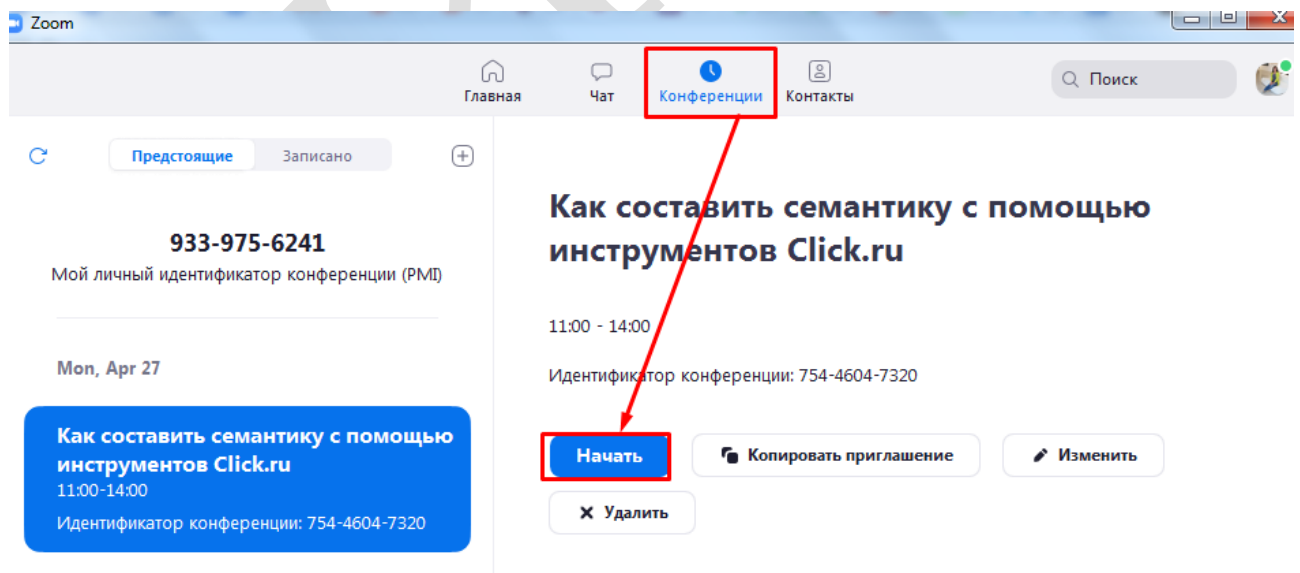 Zoom
Главная
Чат
Конференции
Контакты
Поиск
Предстоящие
Записано
933-975-6241
Мой личный идентификатор конференции (PMI)
Mon, Apr 27
Как составить семантику с помощью
инструментов Click.ru
11:00-14:00
Идентификатор конференции: 754-4604-7320
Как составить семантику с помощью
инструментов Click.ru
11:00 - 14:00
Идентификатор конференции: 754-4604-7320
Начать
Копировать приглашение
Изменить
Удалить